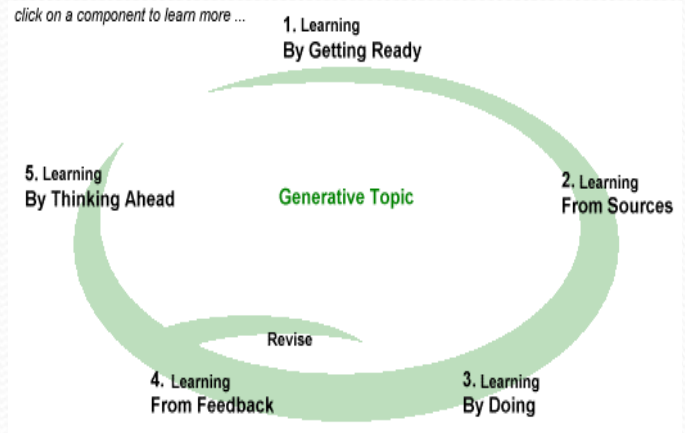 click on a component to learn more ...
1. Learning
By Getting Ready
2. Learning
From Sources
3. Learning
By Doing
4. Learning
From Feedback
Revise
5. Learning
By Thinking Ahead
Generative Topic